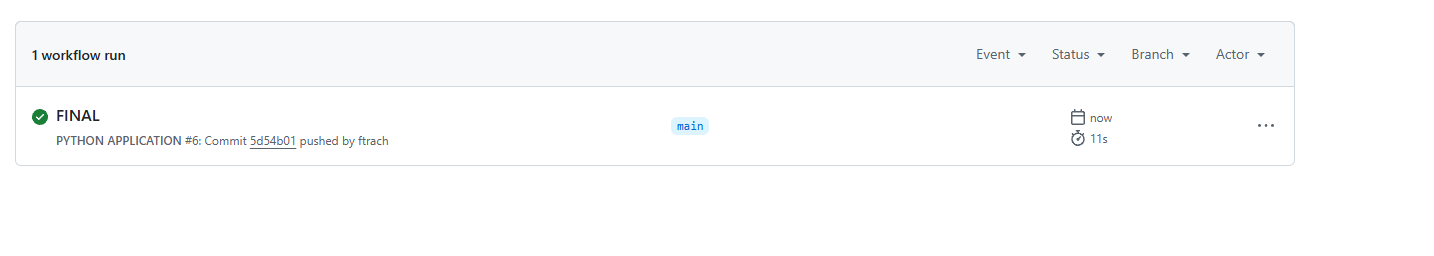 1 workflow run
Event
Status
Branch
Actor
FINAL
PYTHON APPLICATION #6: Commit 5d54b01 pushed by ftrach
main
now
11s